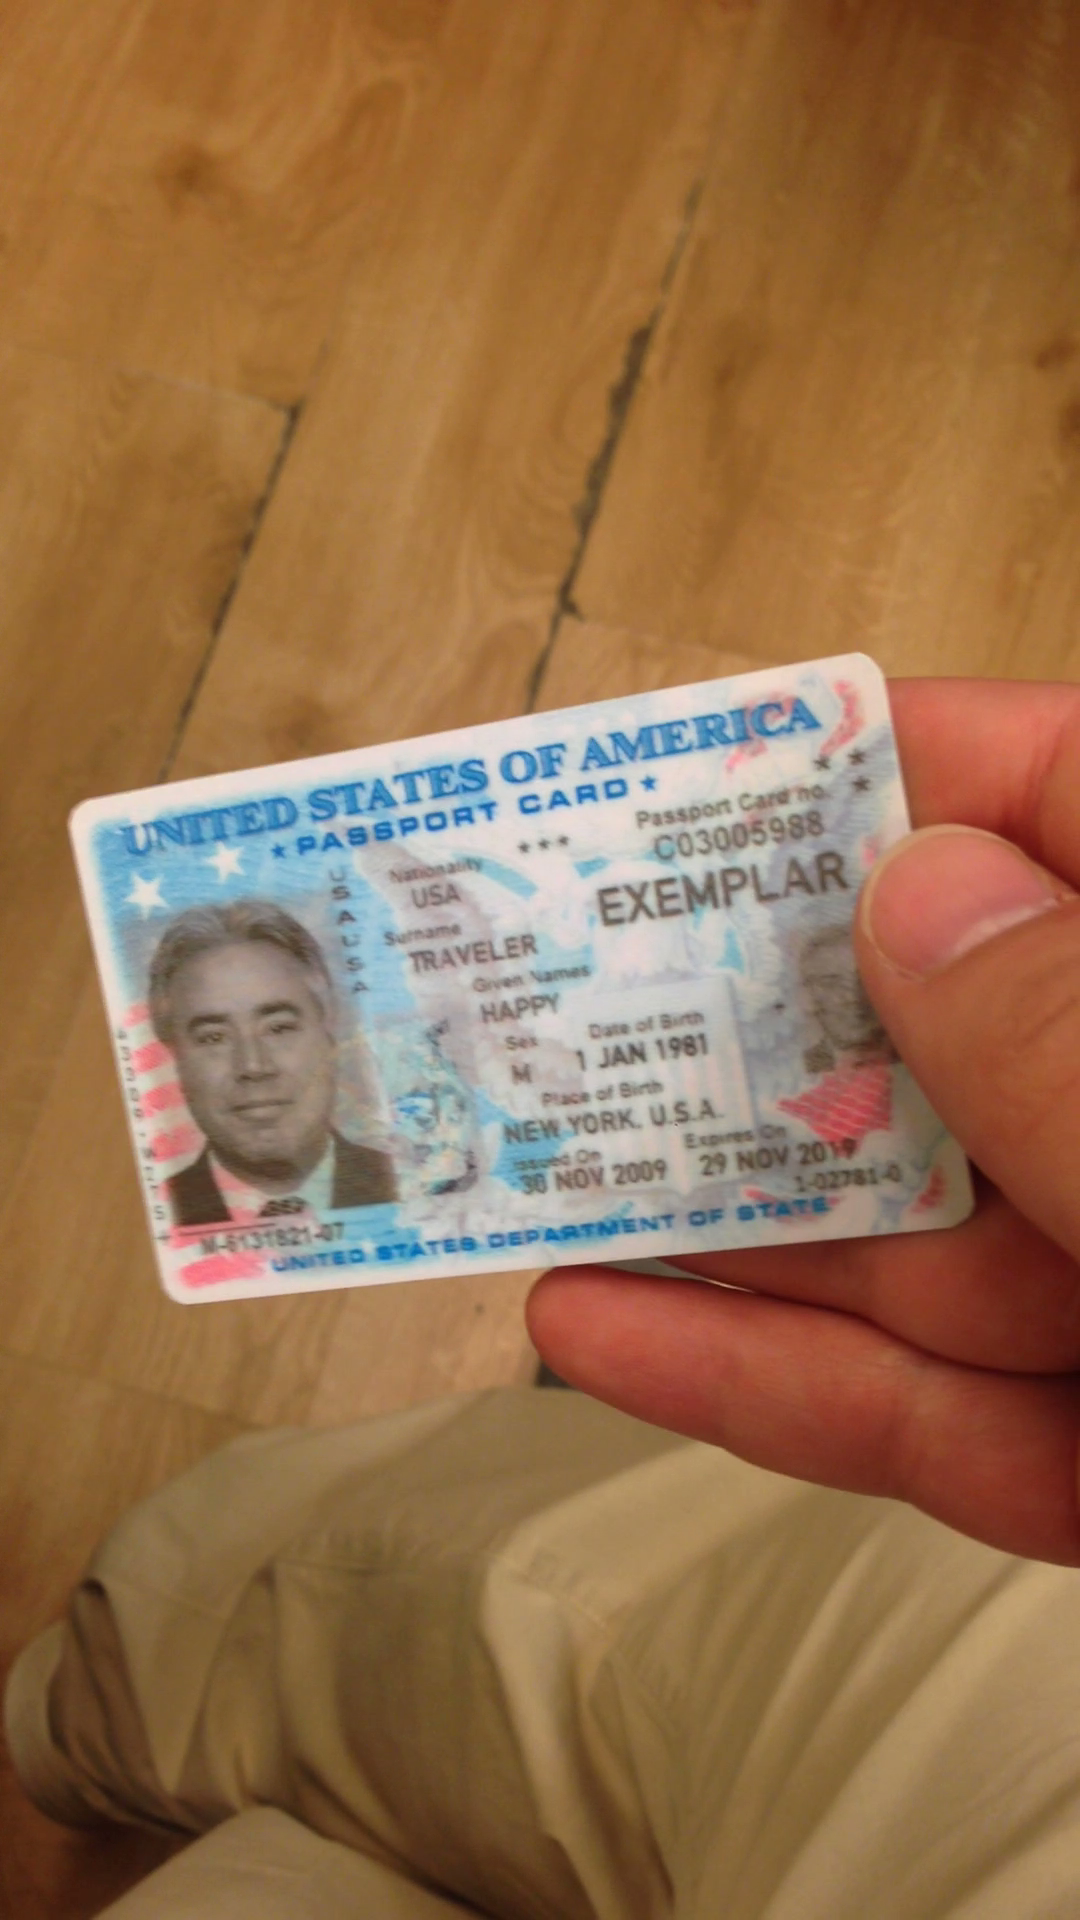 UNITED STATES OF AMERICA
★ PASSPORT CARD ★
Passport Card no.
C03005988
EXEMPLAR
USAUSA
Nationality
USA
Surname
TRAVELER
Given Names
HAPPY
Sex
M
Date of Birth
1 JAN 1981
Place of Birth
NEW YORK, U.S.A.
Issued On
30 NOV 2009
Expires On
29 NOV 2019
1-02781-0
M-6131821-07
UNITED STATES DEPARTMENT OF STATE